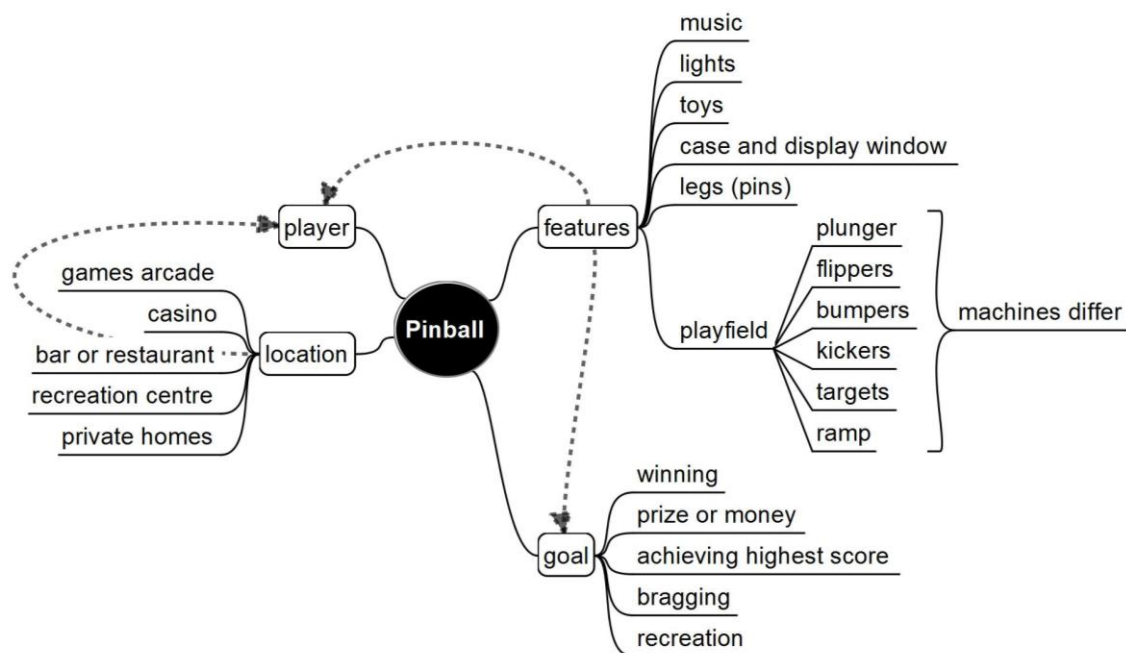 Pinball
player
location
games arcade
casino
bar or restaurant
recreation centre
private homes
features
music
lights
toys
case and display window
legs (pins)
playfield
plunger
flippers
bumpers
kickers
targets
ramp
machines differ
goal
winning
prize or money
achieving highest score
bragging
recreation